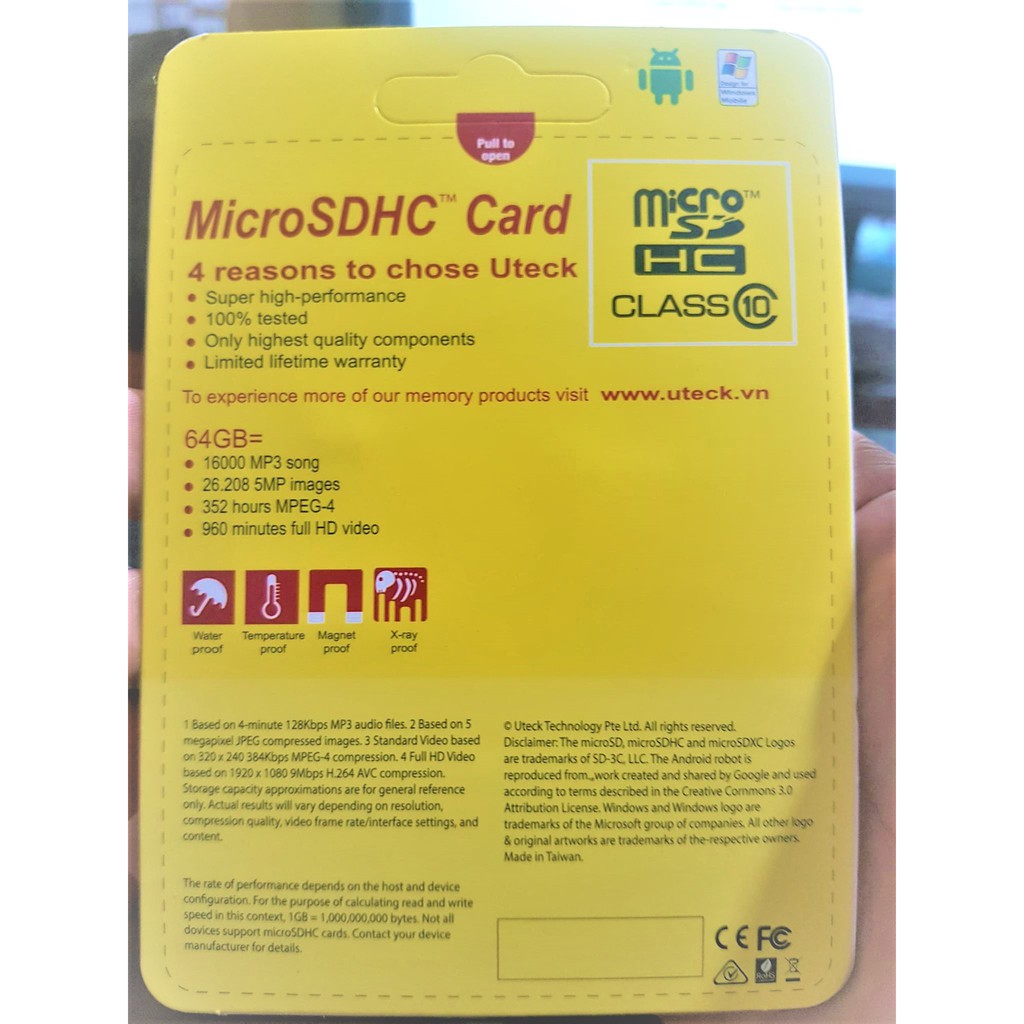 Design for
Windows
Mobile
Pull to
open
MicroSDHC™ Card
micro™
SD
HC
CLASS 10
4 reasons to chose Uteck
• Super high-performance
• 100% tested
• Only highest quality components
• Limited lifetime warranty
To experience more of our memory products visit www.uteck.vn
64GB=
• 16000 MP3 song
• 26.208 5MP images
• 352 hours MPEG-4
• 960 minutes full HD video
Water
proof
Temperature
proof
Magnet
proof
X-ray
proof
1 Based on 4-minute 128Kbps MP3 audio files. 2 Based on 5
megapixel JPEG compressed images. 3 Standard Video based
on 320 x 240 384Kbps MPEG-4 compression. 4 Full HD Video
based on 1920 x 1080 9Mbps H.264 AVC compression.
Storage capacity approximations are for general reference
only. Actual results will vary depending on resolution,
compression quality, video frame rate/interface settings, and
content.
The rate of performance depends on the host and device
configuration. For the purpose of calculating read and write
speed in this context, 1GB = 1,000,000,000 bytes. Not all
dovices support microSDHC cards. Contact your device
manufacturer for details.
© Uteck Technology Pte Ltd. All rights reserved.
Disclaimer: The microSD, microSDHC and microSDXC Logos
are trademarks of SD-3C, LLC. The Android robot is
reproduced from.,work created and shared by Google and used
according to terms described in the Creative Commons 3.0
Attribution License. Windows and Windows logo are
trademarks of the Microsoft group of companies. All other logo
& original artworks are trademarks of the-respective owners.
Made in Taiwan.
CE FC
RoHS